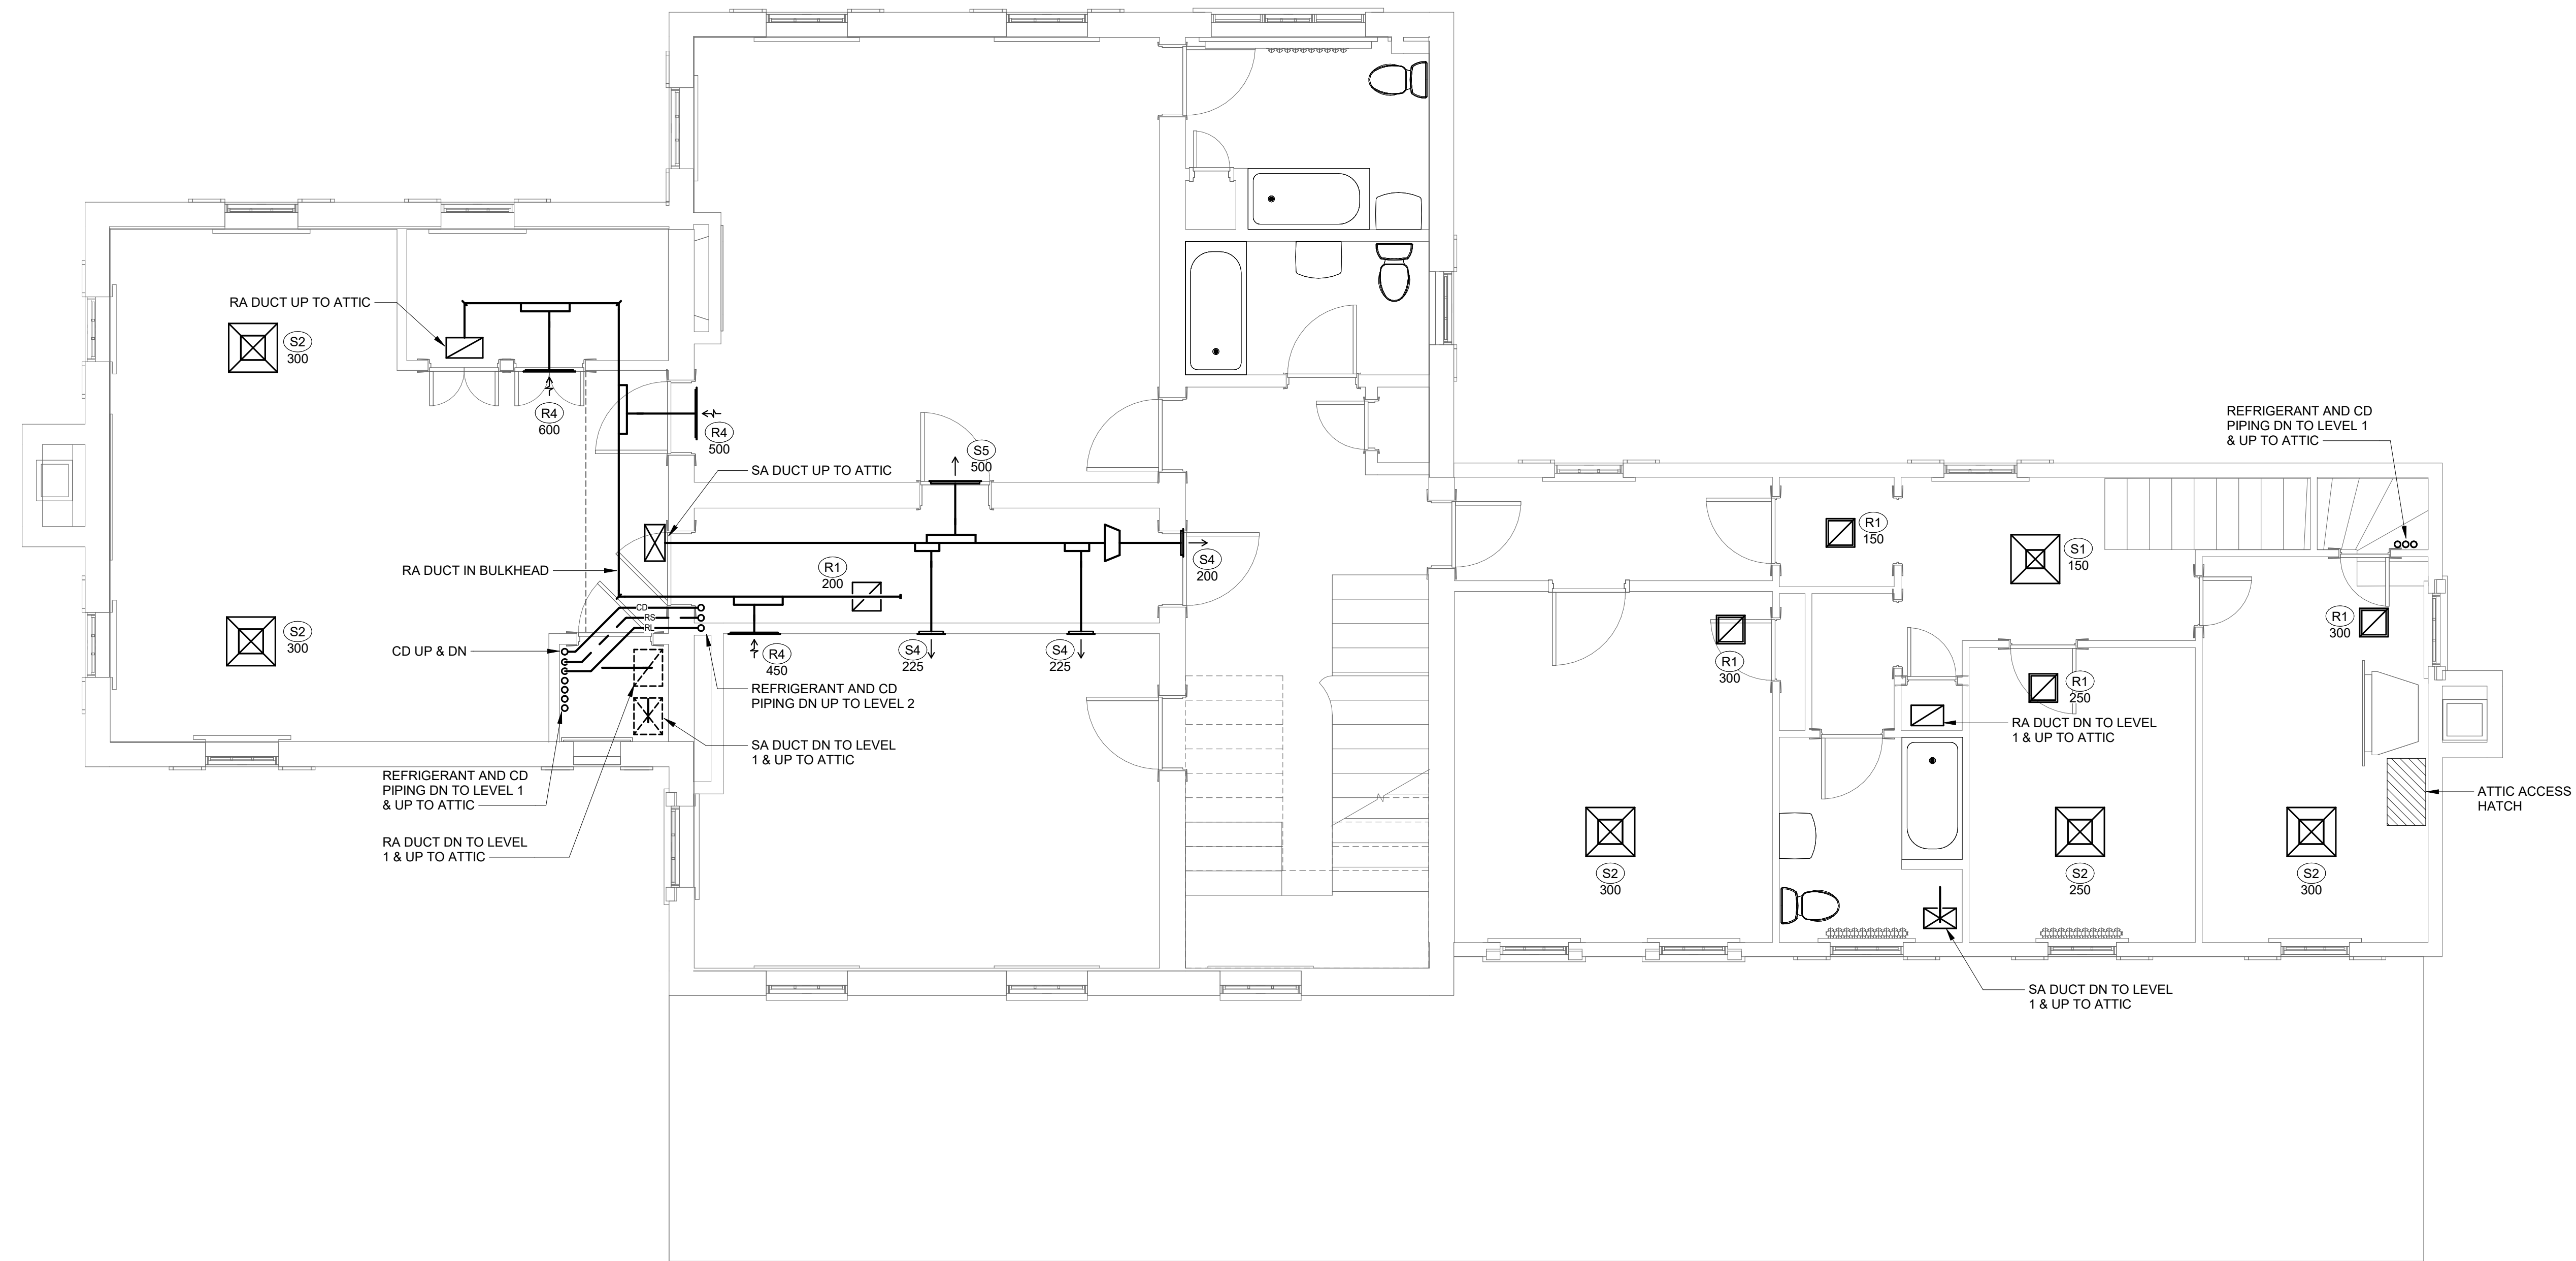 RA DUCT UP TO ATTIC
S2
300
R4
600
R4
500
REFRIGERANT AND CD
PIPING DN TO LEVEL 1
& UP TO ATTIC
S5
500
SA DUCT UP TO ATTIC
R1
150
S1
150
S4
200
RA DUCT IN BULKHEAD
R1
200
CD
RS
RL
R1
300
S2
300
CD UP & DN
R4
450
S4
225
S4
225
R1
300
R1
250
REFRIGERANT AND CD
PIPING DN UP TO LEVEL 2
RA DUCT DN TO LEVEL
1 & UP TO ATTIC
SA DUCT DN TO LEVEL
1 & UP TO ATTIC
REFRIGERANT AND CD
PIPING DN TO LEVEL 1
& UP TO ATTIC
ATTIC ACCESS
HATCH
RA DUCT DN TO LEVEL
1 & UP TO ATTIC
S2
300
S2
250
S2
300
SA DUCT DN TO LEVEL
1 & UP TO ATTIC